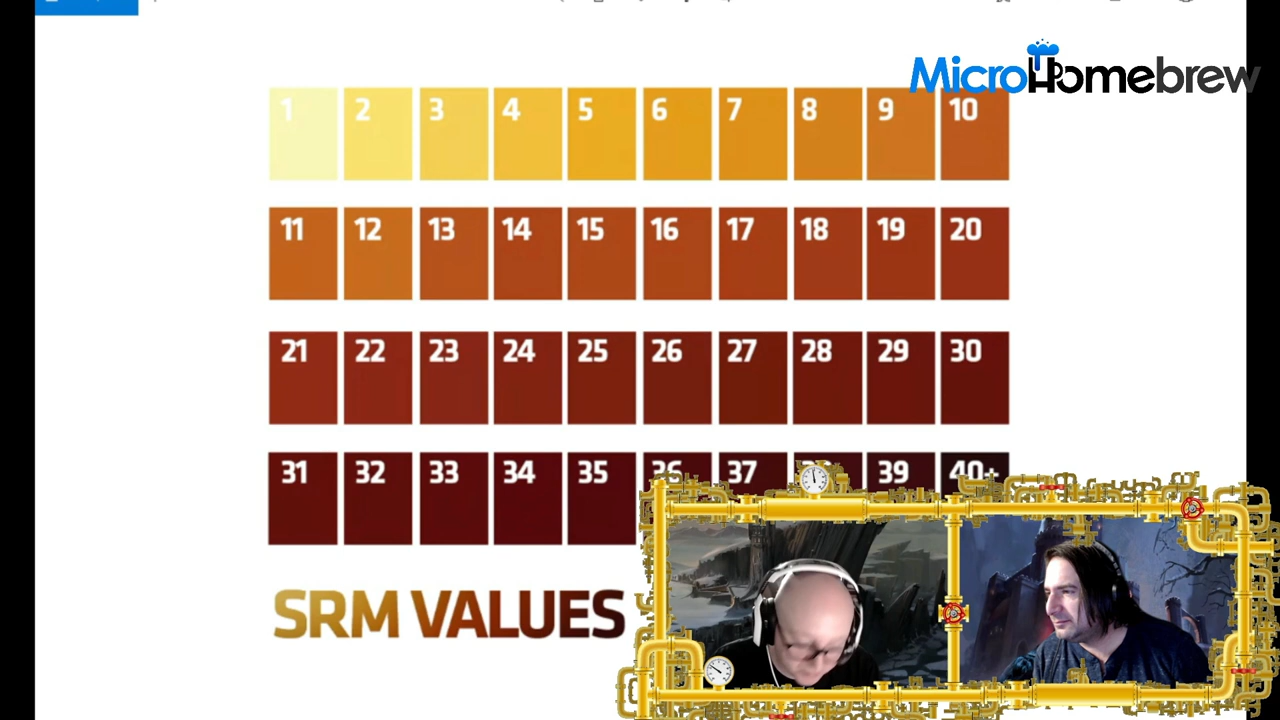 MicroHomebrew
1 2 3 4 5 6 7 8 9 10
11 12 13 14 15 16 17 18 19 20
21 22 23 24 25 26 27 28 29 30
31 32 33 34 35 36 37 38 39 40+
SRM VALUES